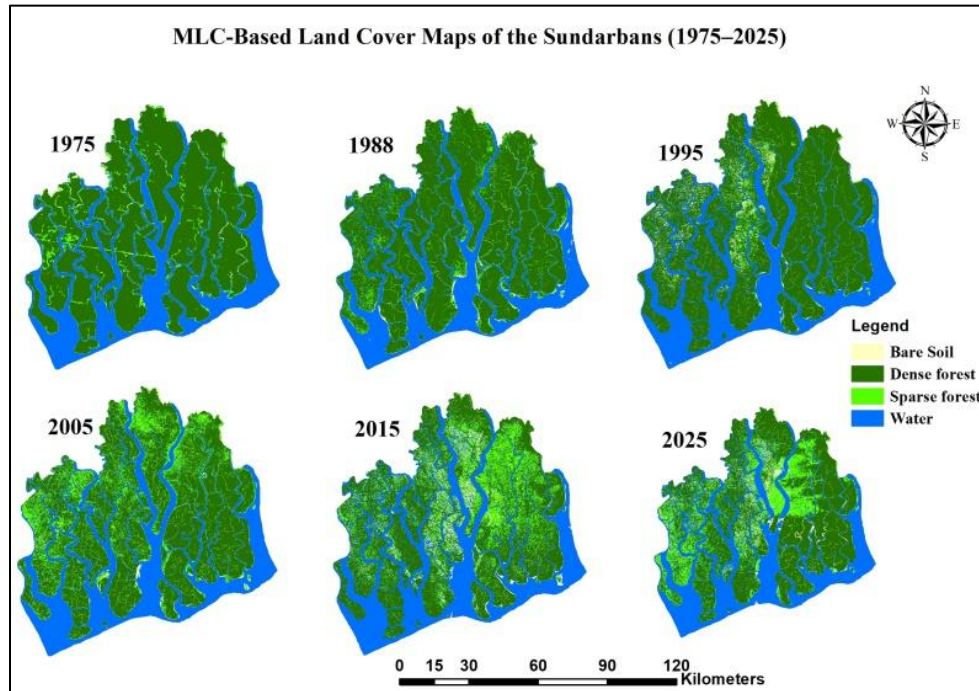 MLC-Based Land Cover Maps of the Sundarbans (1975–2025)
N
W E
S
1975
1988
1995
Legend
Bare Soil
Dense forest
Sparse forest
Water
2005
2015
2025
0 15 30 60 90 120
Kilometers